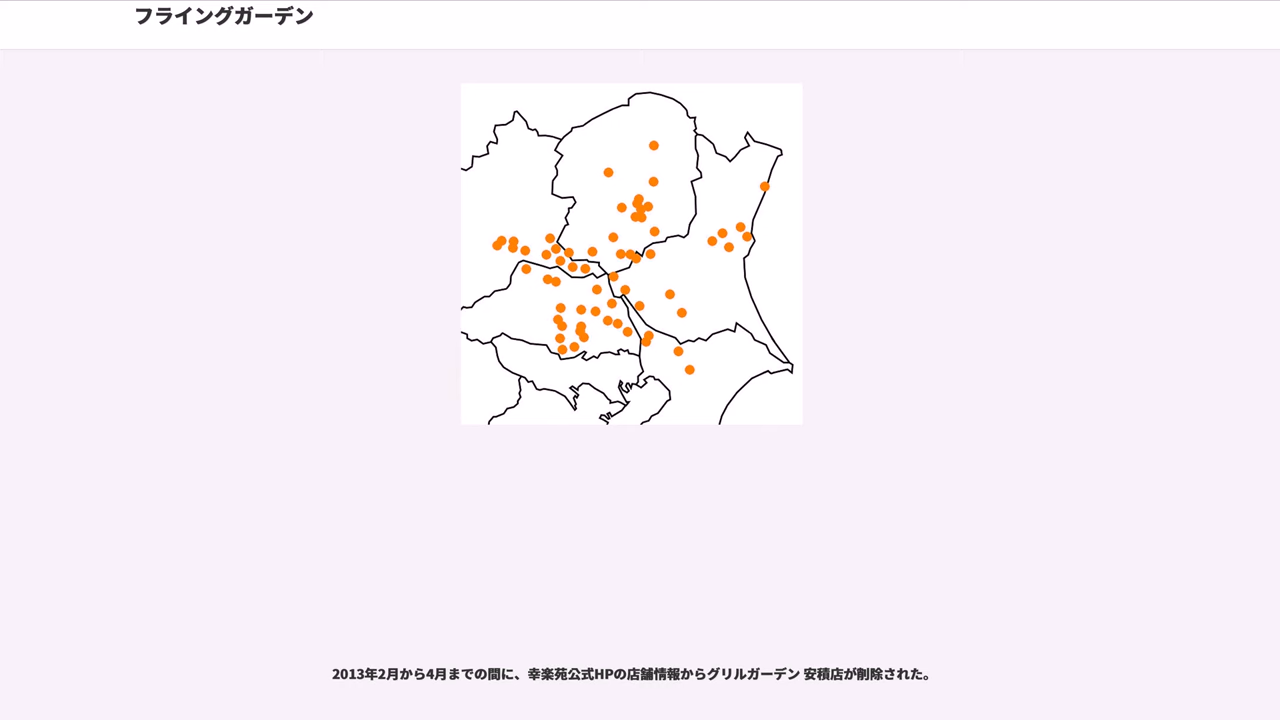 フライングガーデン
2013年2月から4月までの間に、幸楽苑公式HPの店舗情報からグリルガーデン 安積店が削除された。